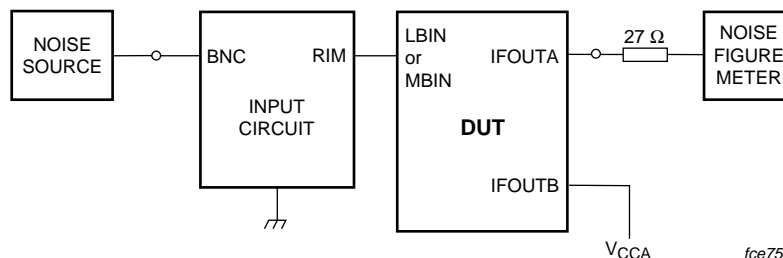 NOISE
SOURCE
BNC
RIM
INPUT
CIRCUIT
LBIN
or
MBIN
IFOUTA
DUT
IFOUTB
27 Ω
NOISE
FIGURE
METER
VCCA
fce75